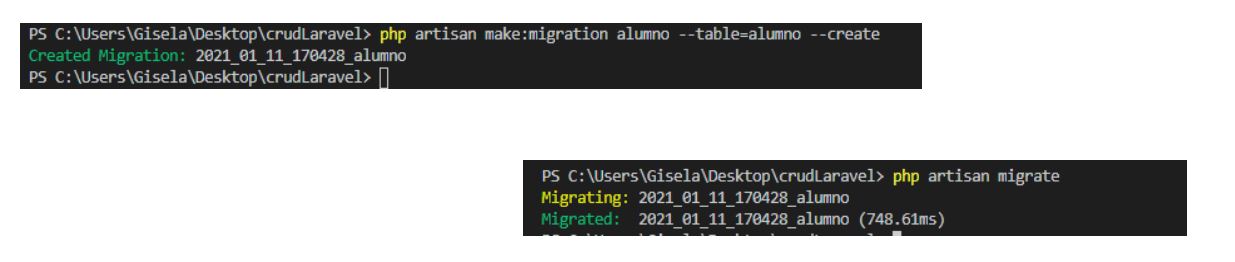 PS C:\Users\Gisela\Desktop\crudLaravel> php artisan make:migration alumno --table=alumno --create
Created Migration: 2021_01_11_170428_alumno
PS C:\Users\Gisela\Desktop\crudLaravel>
PS C:\Users\Gisela\Desktop\crudLaravel> php artisan migrate
Migrating: 2021_01_11_170428_alumno
Migrated:  2021_01_11_170428_alumno (748.61ms)